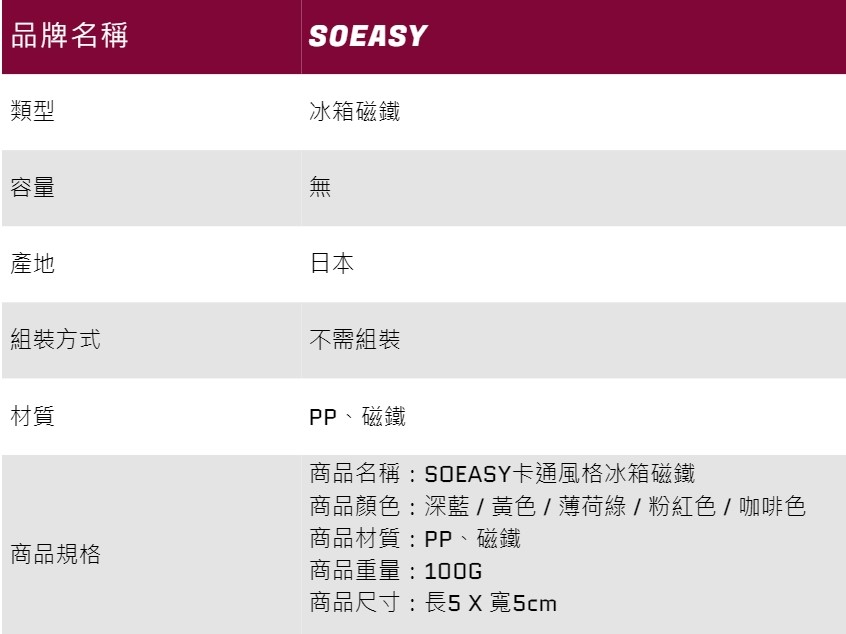 品牌名稱 SOEASY
類型 冰箱磁鐵
容量 無
產地 日本
組裝方式 不需組裝
材質 PP、磁鐵
商品規格
商品名稱：SOEASY卡通風格冰箱磁鐵
商品顏色：深藍 / 黃色 / 薄荷綠 / 粉紅色 / 咖啡色
商品材質：PP、磁鐵
商品重量：100G
商品尺寸：長5 X 寬5cm